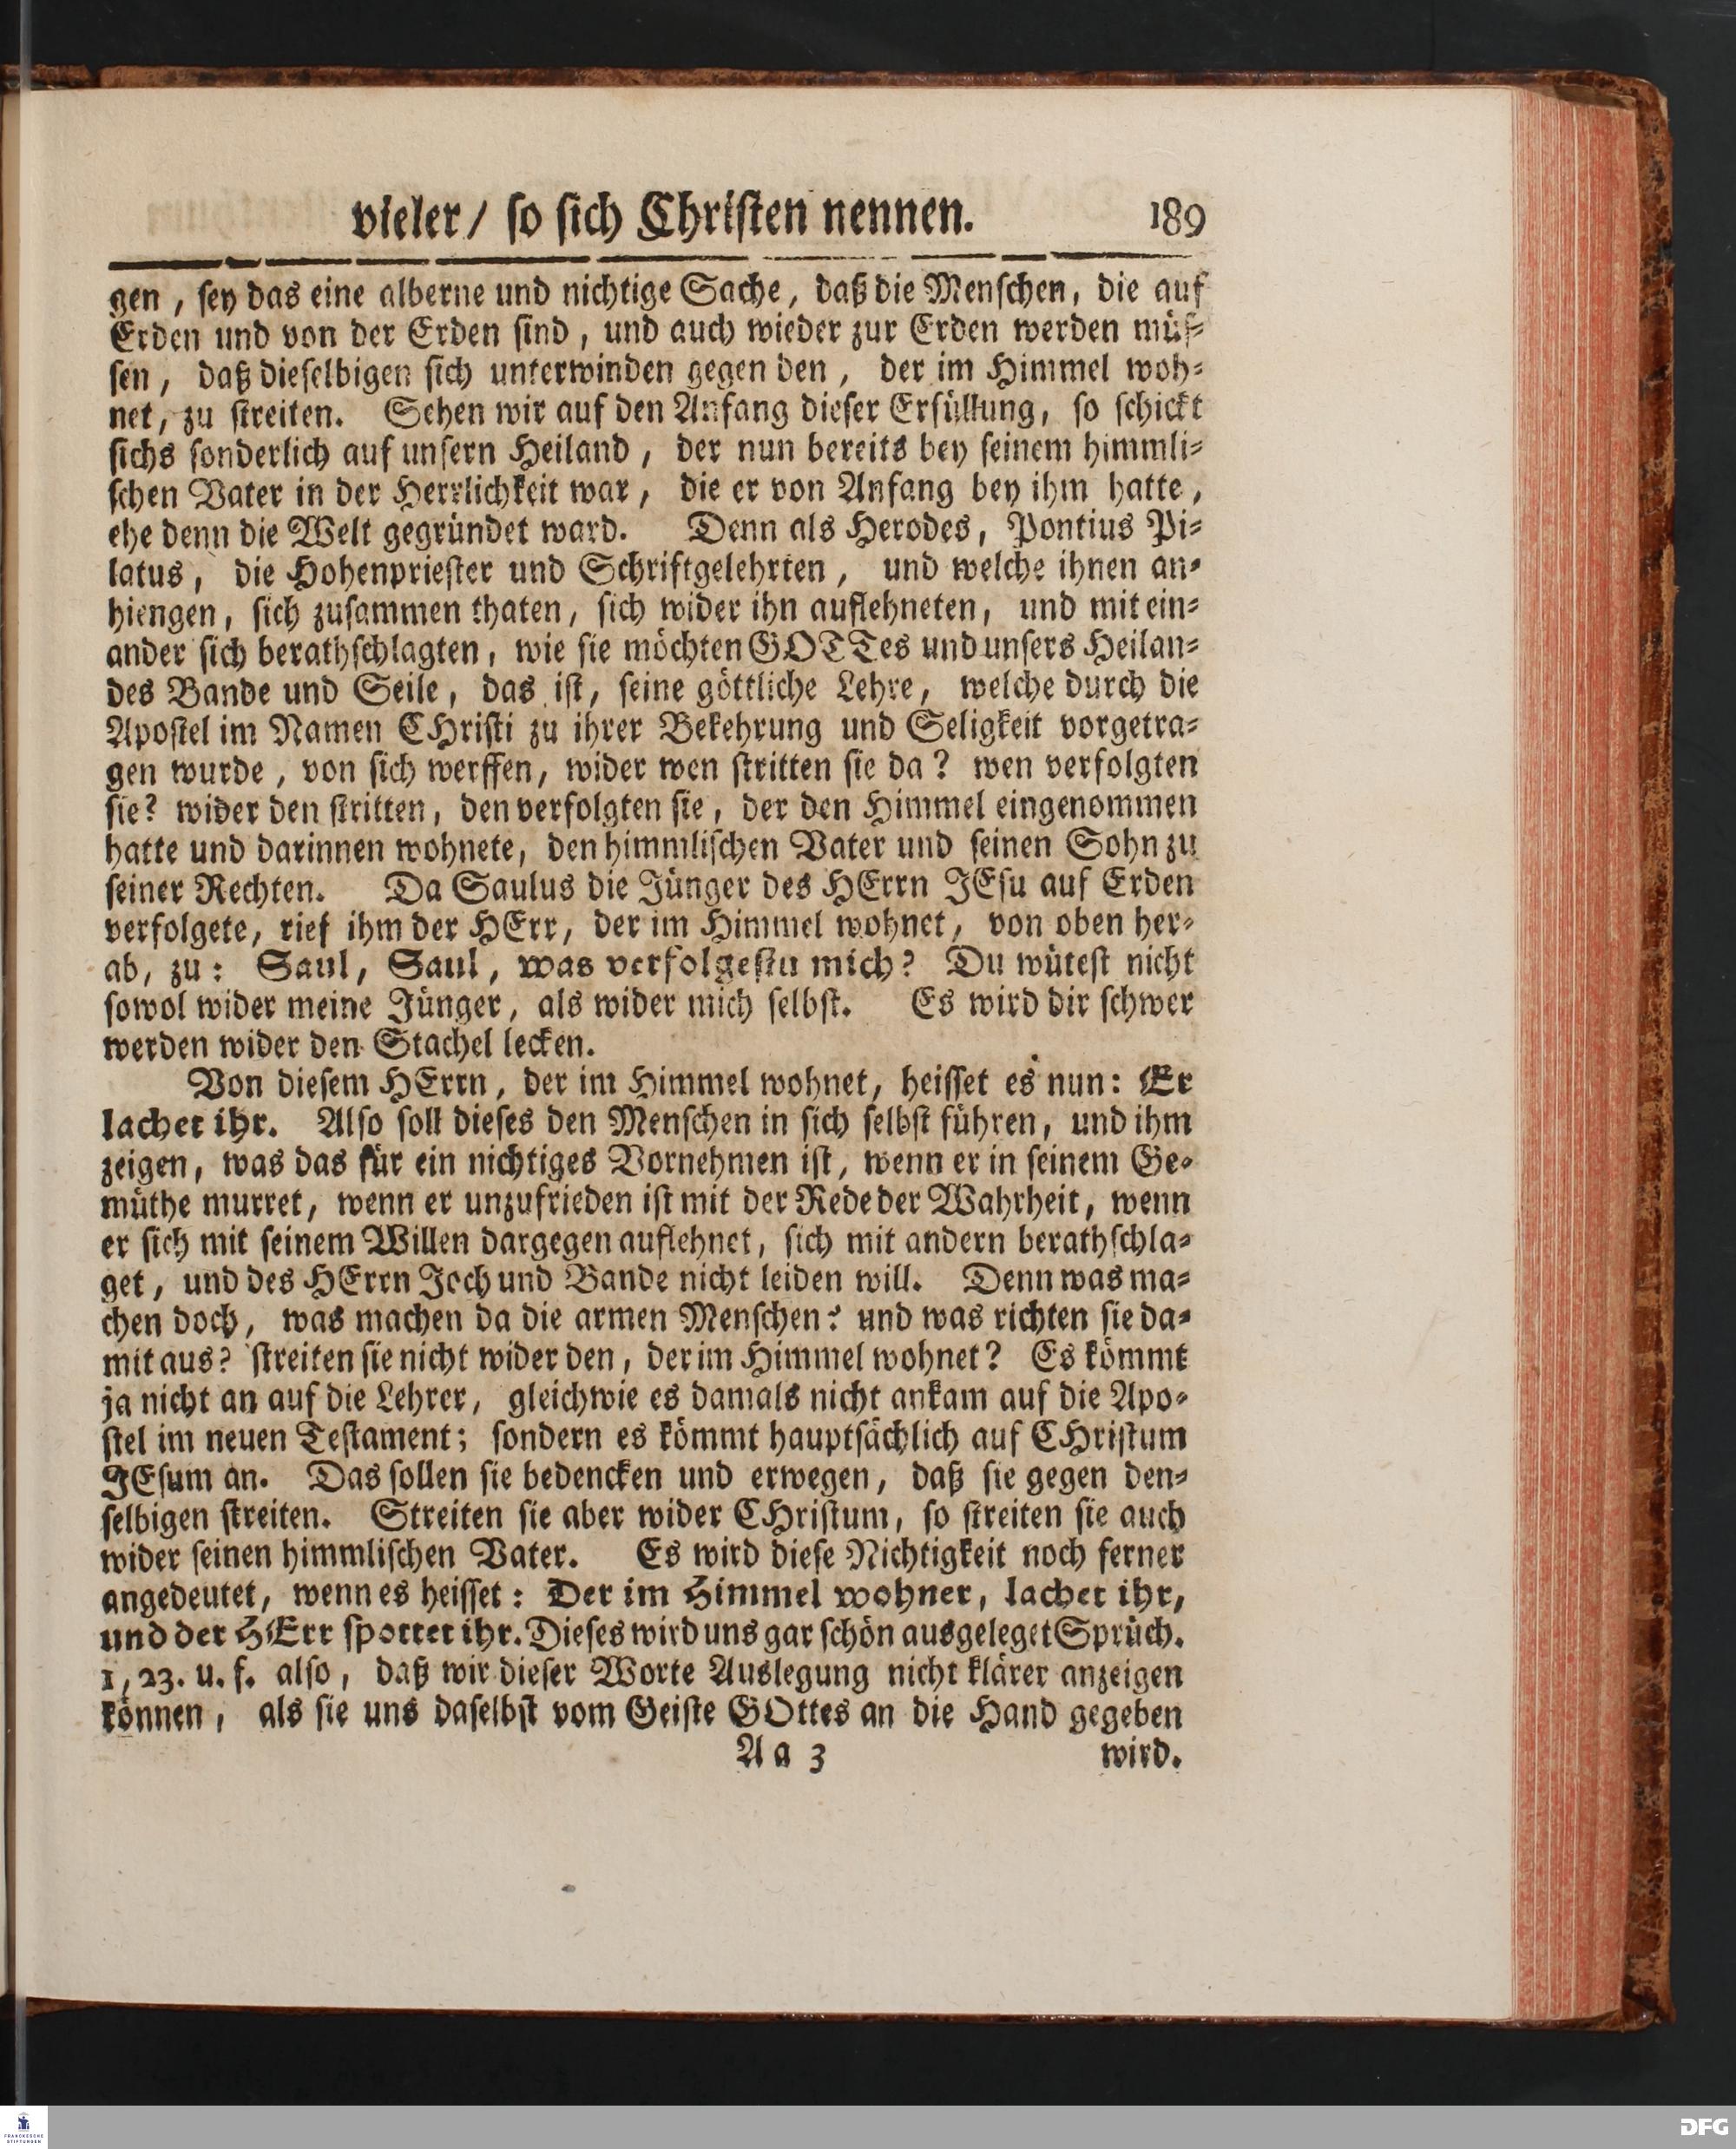 vieler/ ſo ſich Chriſten nennen. 189
gen, ſey das eine alberne und nichtige Sache, daß die Menſchen, die auf
Erden und von der Erden ſind, und auch wieder zur Erden werden müſ-
ſen, daß dieſelbigen ſich unterwinden gegen den, der im Himmel woh-
net, zu ſtreiten. Sehen wir auf den Anfang dieſer Erfüllung, ſo ſchickt
ſichs ſonderlich auf unſern Heiland, der nun bereits bey ſeinem himmli-
ſchen Vater in der Herrlichkeit war, die er von Anfang bey ihm hatte,
ehe denn die Welt gegründet ward. Denn als Herodes, Pontius Pi-
latus, die Hohenprieſter und Schriftgelehrten, und welche ihnen an-
hiengen, ſich zuſammen thaten, ſich wider ihn auflehneten, und mit ein-
ander ſich berathſchlagten, wie ſie möchten GOTTes und unſers Heilan-
des Bande und Seile, das iſt, ſeine göttliche Lehre, welche durch die
Apoſtel im Namen CHriſti zu ihrer Bekehrung und Seligkeit vorgetra-
gen wurde, von ſich werffen, wider wen ſtritten ſie da? wen verfolgten
ſie? wider den ſtritten, den verfolgten ſie, der den Himmel eingenommen
hatte und darinnen wohnete, den himmliſchen Vater und ſeinen Sohn zu
ſeiner Rechten. Da Saulus die Jünger des HErrn JEſu auf Erden
verfolgete, rief ihm der HErr, der im Himmel wohnet, von oben her-
ab, zu: Saul, Saul, was verfolgeſtu mich? Du wüteſt nicht
ſowol wider meine Jünger, als wider mich ſelbſt. Es wird dir ſchwer
werden wider den Stachel lecken.
Von dieſem HErrn, der im Himmel wohnet, heiſſet es nun: Er
lachet ihr. Alſo ſoll dieſes den Menſchen in ſich ſelbſt führen, und ihm
zeigen, was das für ein nichtiges Vornehmen iſt, wenn er in ſeinem Ge-
müthe murret, wenn er unzufrieden iſt mit der Rede der Wahrheit, wenn
er ſich mit ſeinem Willen dargegen auflehnet, ſich mit andern berathſchla-
get, und des HErrn Joch und Bande nicht leiden will. Denn was ma-
chen doch, was machen da die armen Menſchen? und was richten ſie da-
mit aus? ſtreiten ſie nicht wider den, der im Himmel wohnet? Es kömmt
ja nicht an auf die Lehrer, gleichwie es damals nicht ankam auf die Apo-
ſtel im neuen Teſtament; ſondern es kömmt hauptſächlich auf CHriſtum
JEſum an. Das ſollen ſie bedencken und erwegen, daß ſie gegen den-
ſelbigen ſtreiten. Streiten ſie aber wider CHriſtum, ſo ſtreiten ſie auch
wider ſeinen himmliſchen Vater. Es wird dieſe Nichtigkeit noch ferner
angedeutet, wenn es heiſſet: Der im Himmel wohnet, lachet ihr,
und der HErr ſpottet ihr. Dieſes wird uns gar ſchön ausgeleget Sprüch.
1, 23. u. f. alſo, daß wir dieſer Worte Auslegung nicht klärer anzeigen
können, als ſie uns daſelbſt vom Geiſte GOttes an die Hand gegeben
Aa 3 wird.
FRANCKESCHE
STIFTUNGEN
DFG